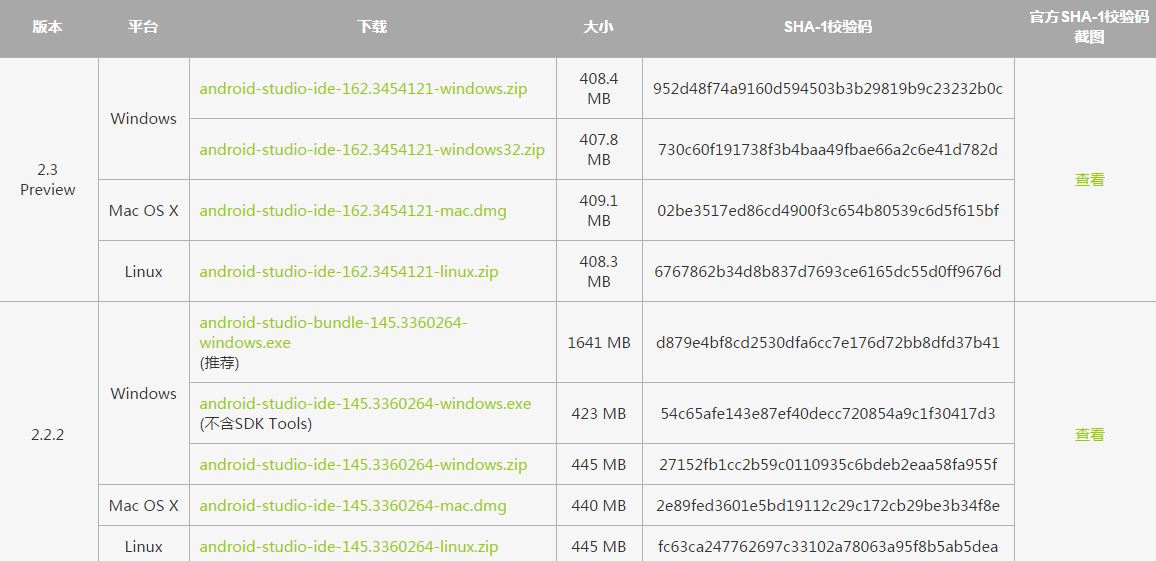 版本 平台 下载 大小 SHA-1校验码 官方SHA-1校验码
截图
2.3
Preview
Windows
android-studio-ide-162.3454121-windows.zip
408.4
MB
952d48f74a9160d594503b3b29819b9c23232b0c
android-studio-ide-162.3454121-windows32.zip
407.8
MB
730c60f191738f3b4baa49fbae66a2c6e41d782d
Mac OS X
android-studio-ide-162.3454121-mac.dmg
409.1
MB
02be3517ed86cd4900f3c654b80539c6d5f615bf
Linux
android-studio-ide-162.3454121-linux.zip
408.3
MB
6767862b34d8b837d7693ce6165dc55d0ff9676d
查看
2.2.2
Windows
android-studio-bundle-145.3360264-
windows.exe
(推荐)
1641 MB
d879e4bf8cd2530dfa6cc7e176d72bb8dfd37b41
android-studio-ide-145.3360264-windows.exe
(不含SDK Tools)
423 MB
54c65afe143e87ef40decc720854a9c1f30417d3
android-studio-ide-145.3360264-windows.zip
445 MB
27152fb1cc2b59c0110935c6bdeb2eaa58fa955f
Mac OS X
android-studio-ide-145.3360264-mac.dmg
440 MB
2e89fed3601e5bd19112c29c172cb29be3b34f8e
Linux
android-studio-ide-145.3360264-linux.zip
445 MB
fc63ca247762697c33102a78063a95f8b5ab5dea
查看